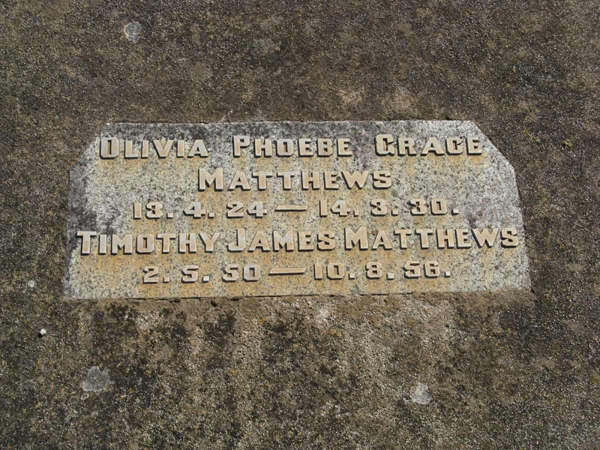 OLIVIA PHOEBE GRACE
MATTHEWS
13.4.24 — 14.3.30.
TIMOTHY JAMES MATTHEWS
2.5.50 — 10.8.56.